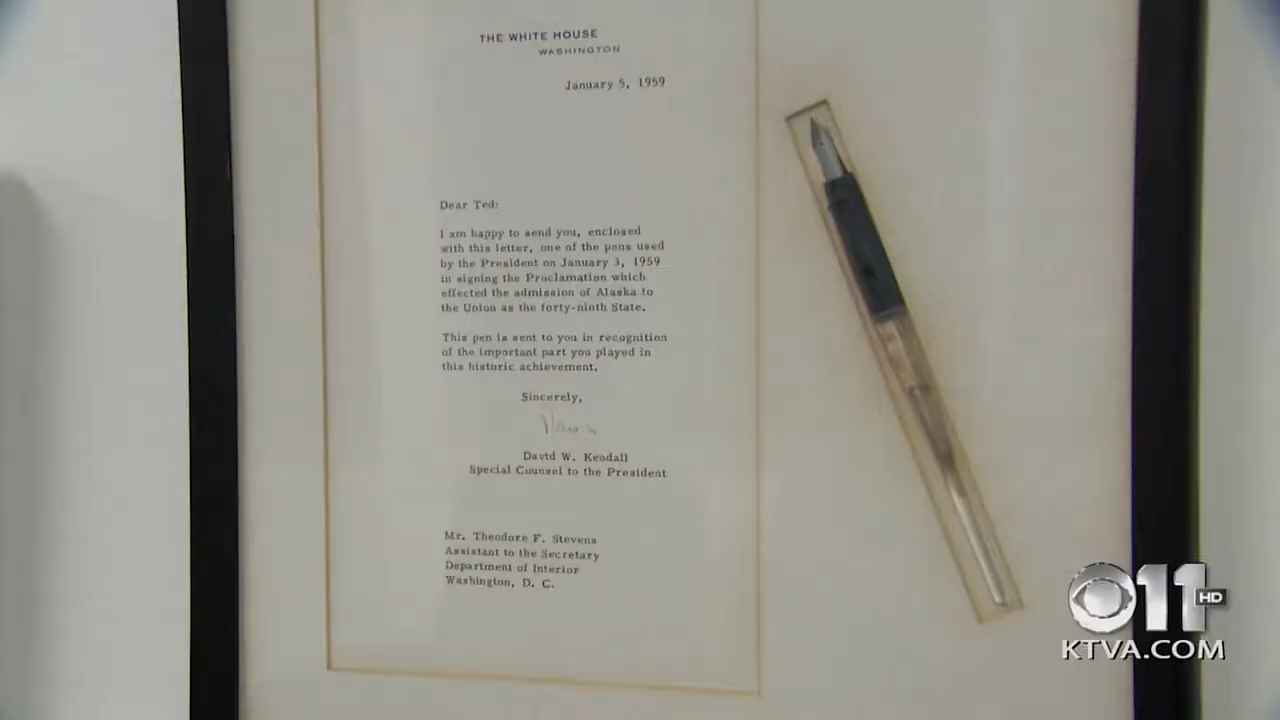 THE WHITE HOUSE
WASHINGTON
January 5, 1959
Dear Ted:
I am happy to send you, enclosed
with this letter, one of the pens used
by the President on January 3, 1959
in signing the Proclamation which
effected the admission of Alaska to
the Union as the forty-ninth State.
This pen is sent to you in recognition
of the important part you played in
this historic achievement.
Sincerely,
David W. Kendall
Special Counsel to the President
Mr. Theodore F. Stevens
Assistant to the Secretary
Department of Interior
Washington, D. C.
11 HD
KTVA.COM